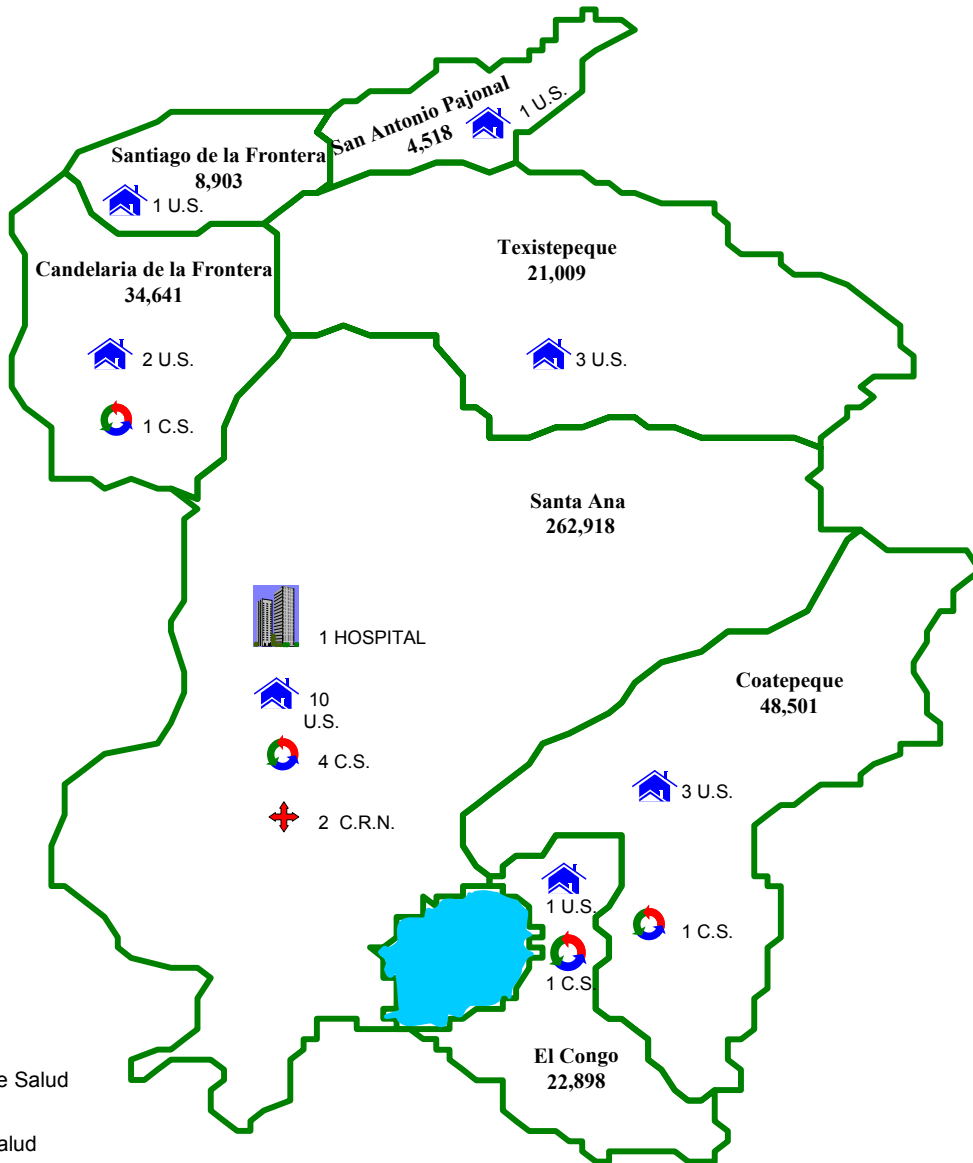 San Antonio Pajonal
4,518
1 U.S.
Santiago de la Frontera
8,903
1 U.S.
Texistepeque
21,009
3 U.S.
Candelaria de la Frontera
34,641
2 U.S.
1 C.S.
Santa Ana
262,918
1 HOSPITAL
10
U.S.
4 C.S.
2 C.R.N.
Coatepeque
48,501
3 U.S.
1 C.S.
1 U.S.
1 C.S.
El Congo
22,898
e Salud
alud